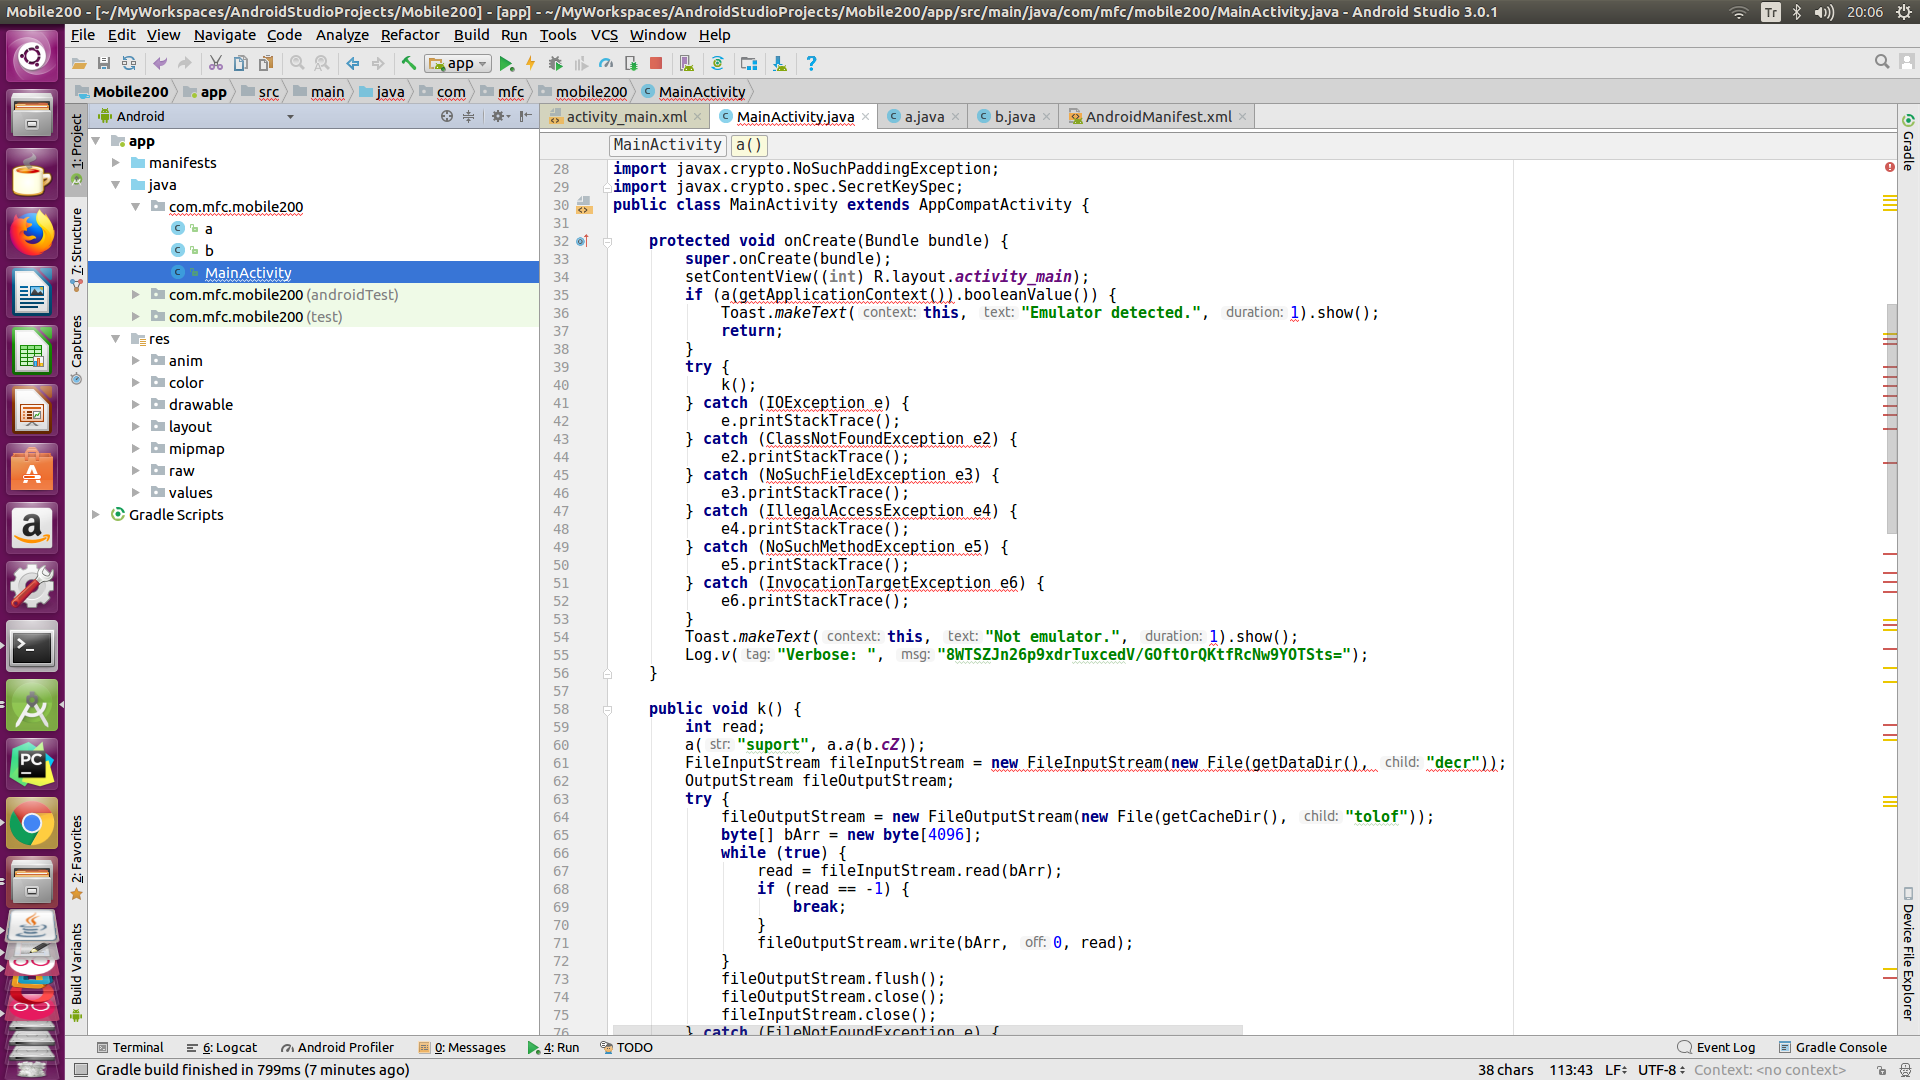 Mobile200 - [~/MyWorkspaces/AndroidStudioProjects/Mobile200] - [app] - ~/MyWorkspaces/AndroidStudioProjects/Mobile200/app/src/main/java/com/mfc/mobile200/MainActivity.java - Android Studio 3.0.1
Tr
20:06
File Edit View Navigate Code Analyze Refactor Build Run Tools VCS Window Help
app
Mobile200 app src main java com mfc mobile200 MainActivity
Android
activity_main.xml MainActivity.java a.java b.java AndroidManifest.xml
MainActivity a()
1: Project
7: Structure
Captures
2: Favorites
Build Variants
app
manifests
java
com.mfc.mobile200
a
b
MainActivity
com.mfc.mobile200 (androidTest)
com.mfc.mobile200 (test)
res
anim
color
drawable
layout
mipmap
raw
values
Gradle Scripts
28 import javax.crypto.NoSuchPaddingException;
29 import javax.crypto.spec.SecretKeySpec;
30 public class MainActivity extends AppCompatActivity {
31
32 protected void onCreate(Bundle bundle) {
33 super.onCreate(bundle);
34 setContentView((int) R.layout.activity_main);
35 if (a(getApplicationContext()).booleanValue()) {
36 Toast.makeText( context: this, text: "Emulator detected.", duration: 1).show();
37 return;
38 }
39 try {
40 k();
41 } catch (IOException e) {
42 e.printStackTrace();
43 } catch (ClassNotFoundException e2) {
44 e2.printStackTrace();
45 } catch (NoSuchFieldException e3) {
46 e3.printStackTrace();
47 } catch (IllegalAccessException e4) {
48 e4.printStackTrace();
49 } catch (NoSuchMethodException e5) {
50 e5.printStackTrace();
51 } catch (InvocationTargetException e6) {
52 e6.printStackTrace();
53 }
54 Toast.makeText( context: this, text: "Not emulator.", duration: 1).show();
55 Log.v( tag: "Verbose: ", msg: "8WTSZJn26p9xdrTuxcedV/GOftOrQKtfRcNw9YOTSts=");
56 }
57
58 public void k() {
59 int read;
60 a( str: "suport", a.a(b.cZ));
61 FileInputStream fileInputStream = new FileInputStream(new File(getDataDir(), child: "decr"));
62 OutputStream fileOutputStream;
63 try {
64 fileOutputStream = new FileOutputStream(new File(getCacheDir(), child: "tolof"));
65 byte[] bArr = new byte[4096];
66 while (true) {
67 read = fileInputStream.read(bArr);
68 if (read == -1) {
69 break;
70 }
71 fileOutputStream.write(bArr, off: 0, read);
72 }
73 fileOutputStream.flush();
74 fileOutputStream.close();
75 fileInputStream.close();
76 } catch (FileNotFoundException e) {
Gradle
Device File Explorer
Terminal 6: Logcat Android Profiler 0: Messages 4: Run TODO Event Log Gradle Console
Gradle build finished in 799ms (7 minutes ago) 38 chars 113:43 LF UTF-8 Context: <no context>